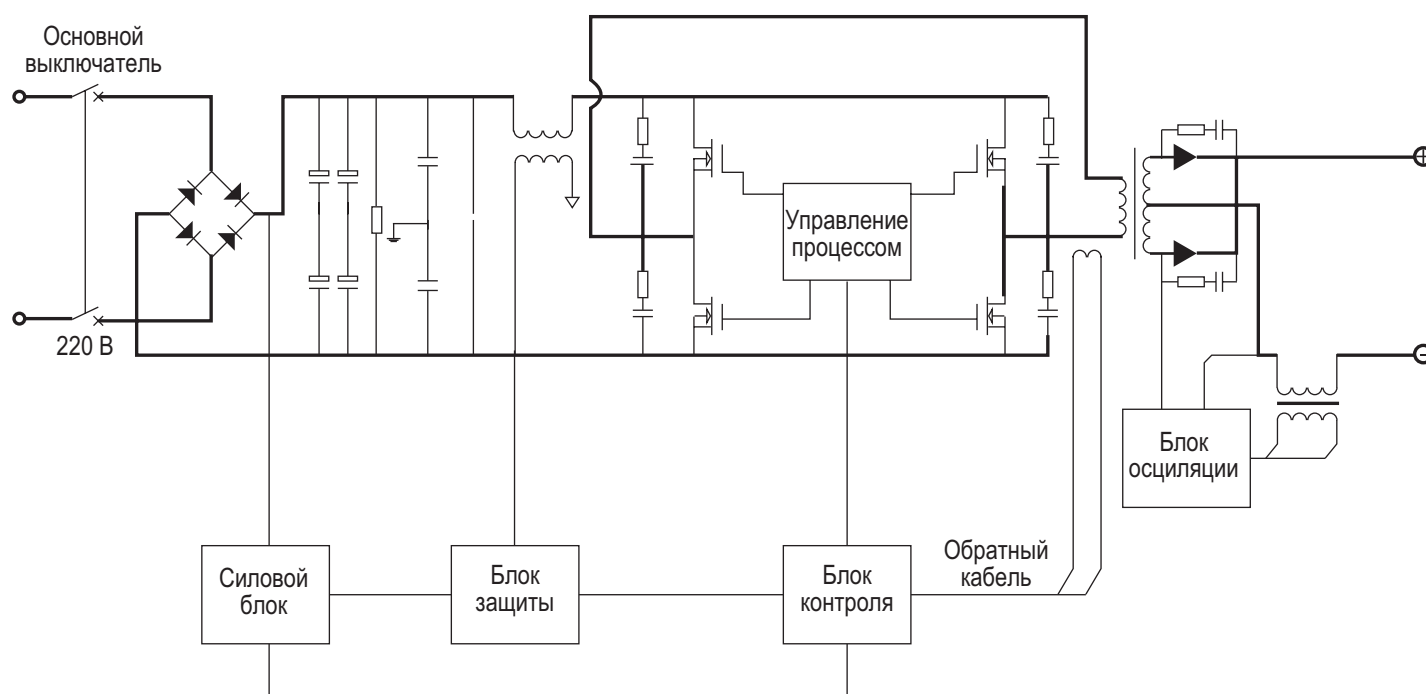 Основной
выключатель
220 В
Управление
процессом
Блок
осциляции
Силовой
блок
Блок
защиты
Блок
контроля
Обратный
кабель